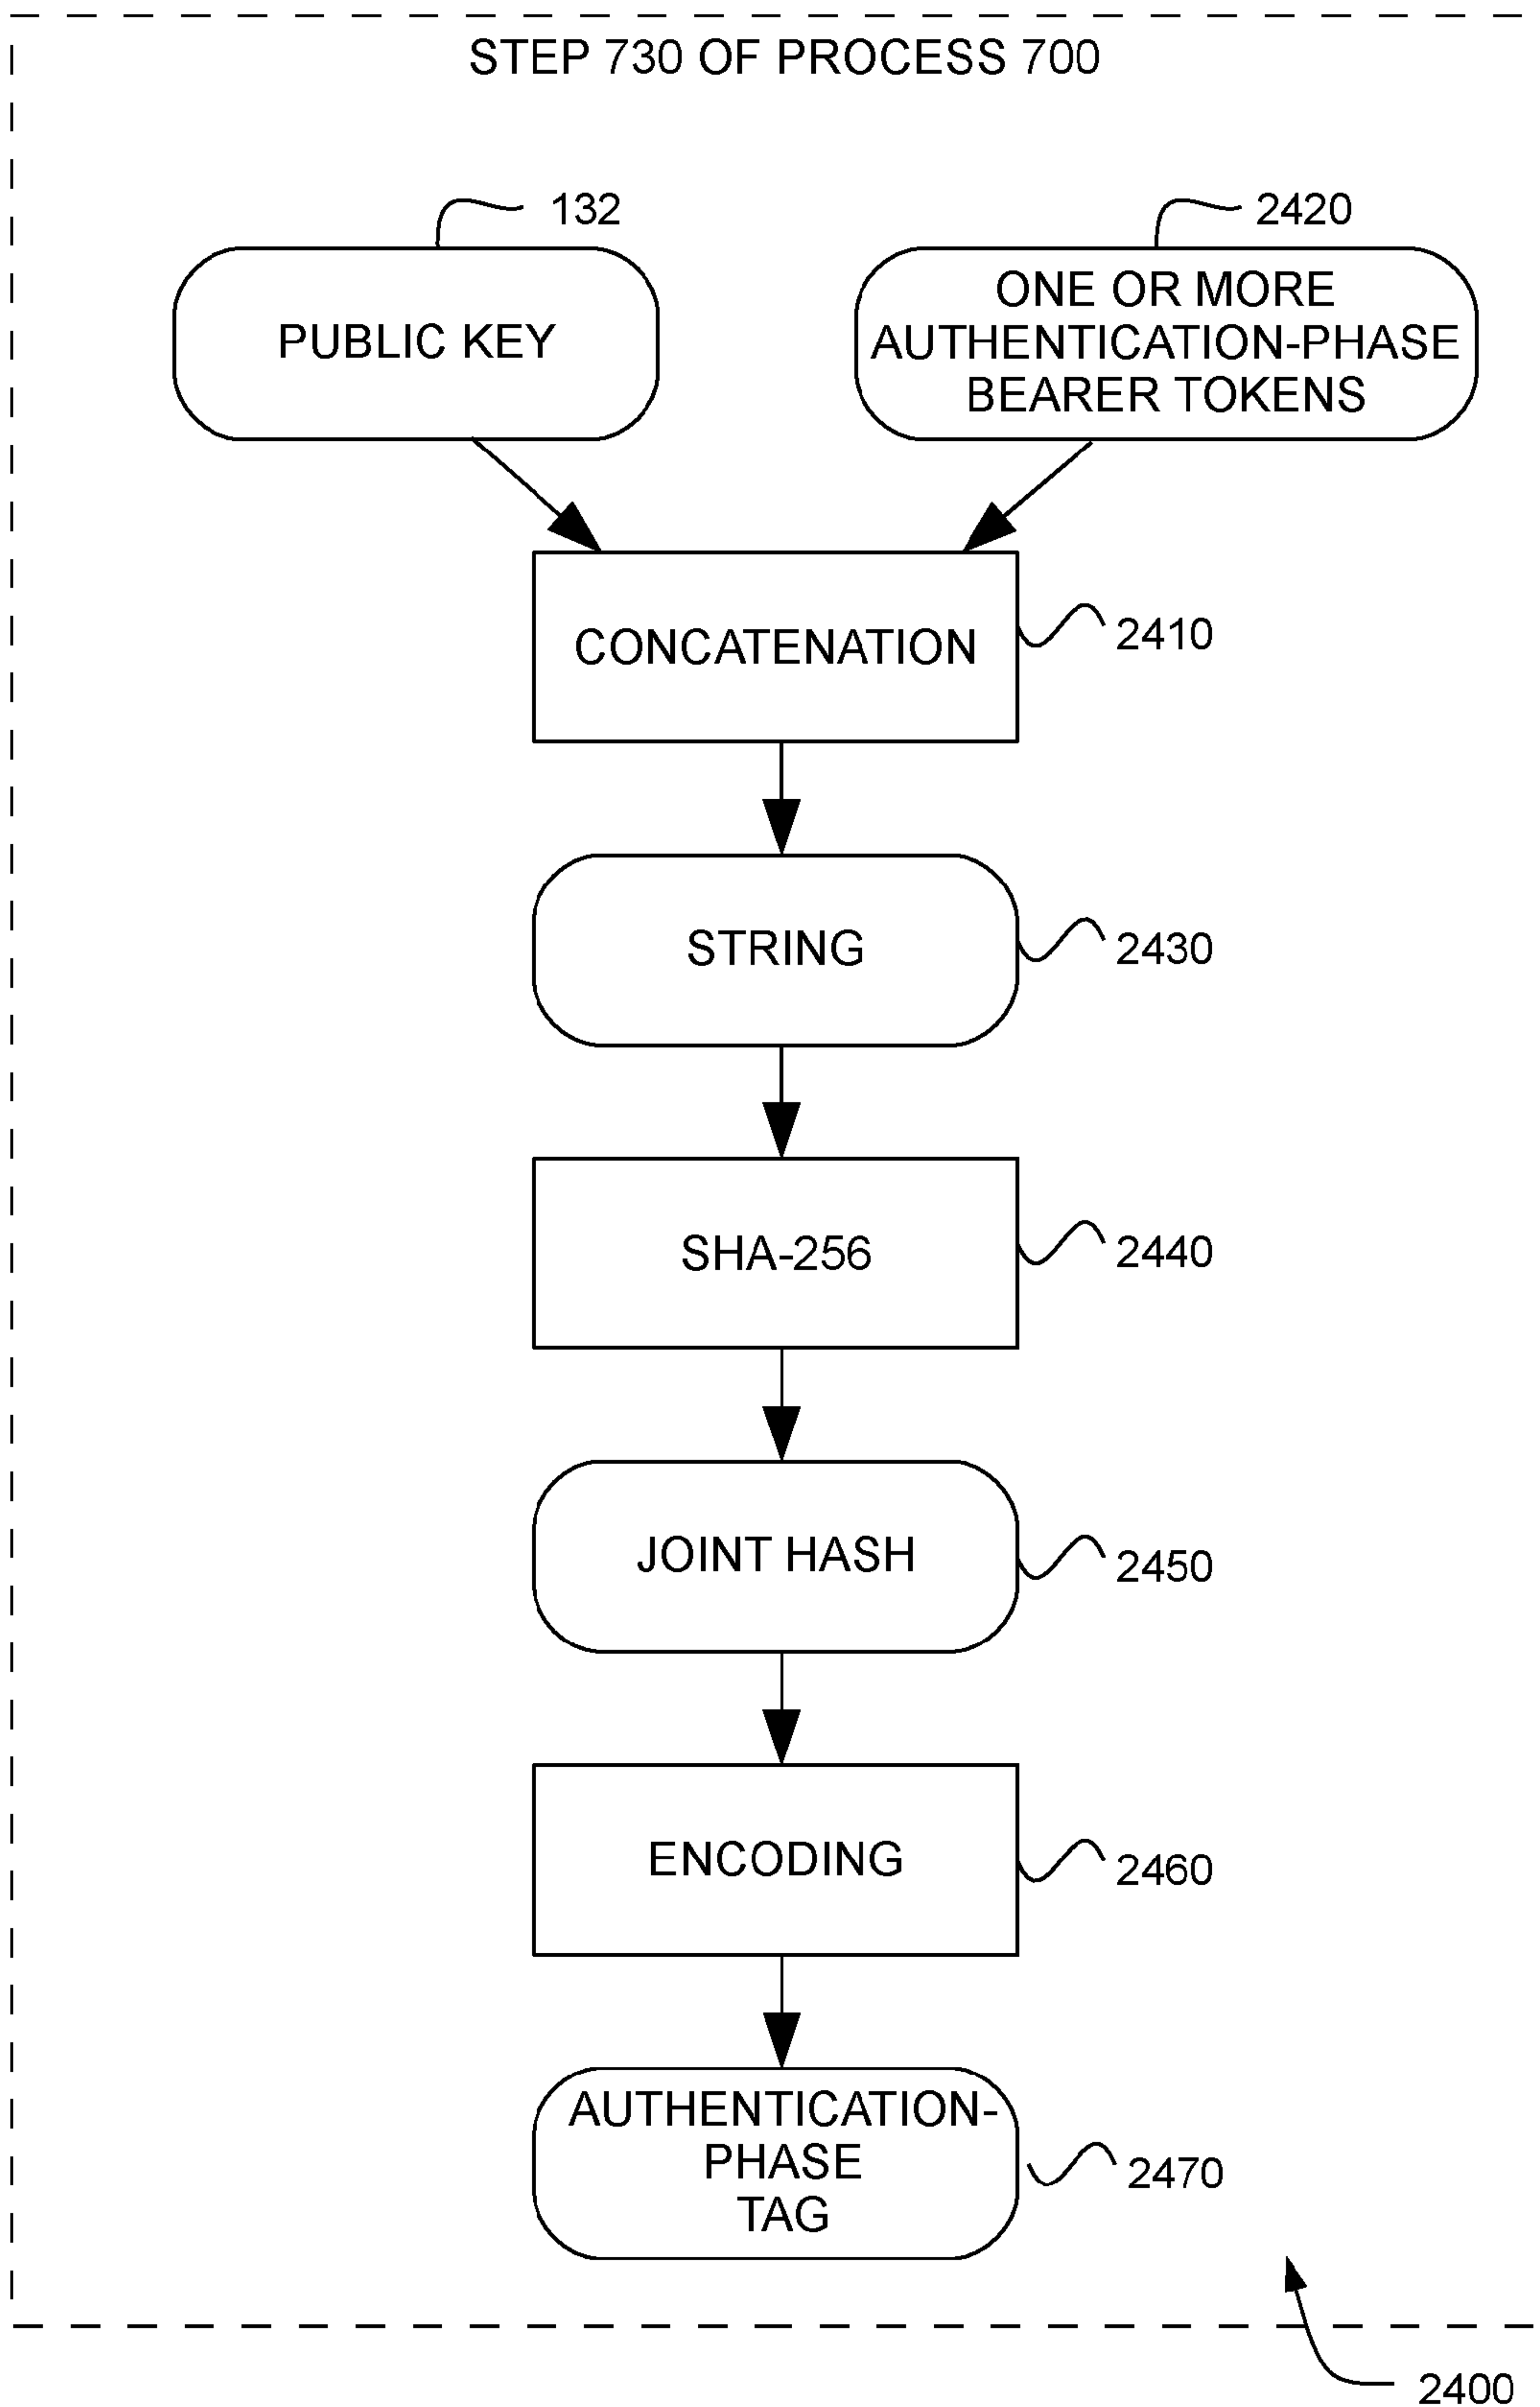 STEP 730 OF PROCESS 700
132
2420
PUBLIC KEY
ONE OR MORE
AUTHENTICATION-PHASE
BEARER TOKENS
CONCATENATION
2410
STRING
2430
SHA-256
2440
JOINT HASH
2450
ENCODING
2460
AUTHENTICATION-
PHASE
TAG
2470
2400